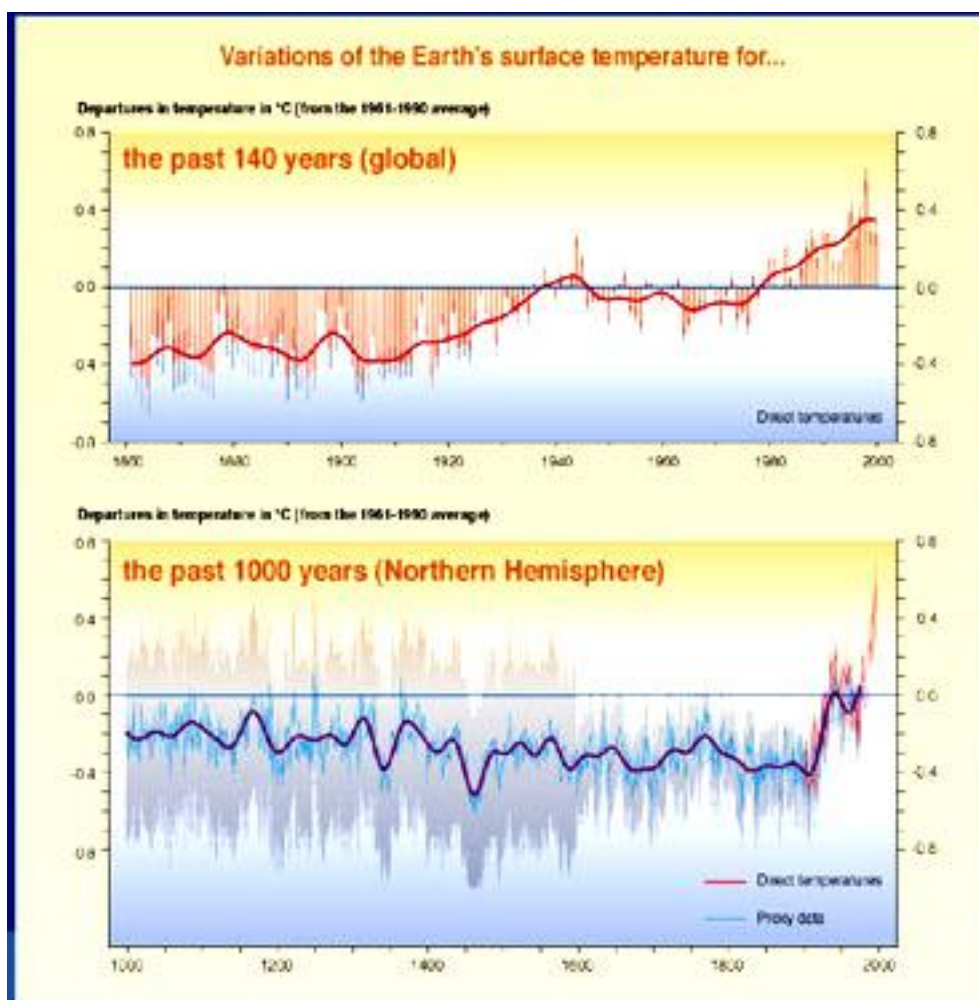 Variations of the Earth's surface temperature for...
Departures in temperature in °C (from the 1961-1990 average)
the past 140 years (global)
0.8 0.8
0.4 0.4
0.0 0.0
-0.4 -0.4
-0.8 -0.8
Direct temperatures
1860 1880 1900 1920 1940 1960 1980 2000
Departures in temperature in °C (from the 1961-1990 average)
the past 1000 years (Northern Hemisphere)
0.8 0.8
0.4 0.4
0.0 0.0
-0.4 -0.4
-0.8 -0.8
Direct temperatures
Proxy data
1000 1200 1400 1600 1800 2000